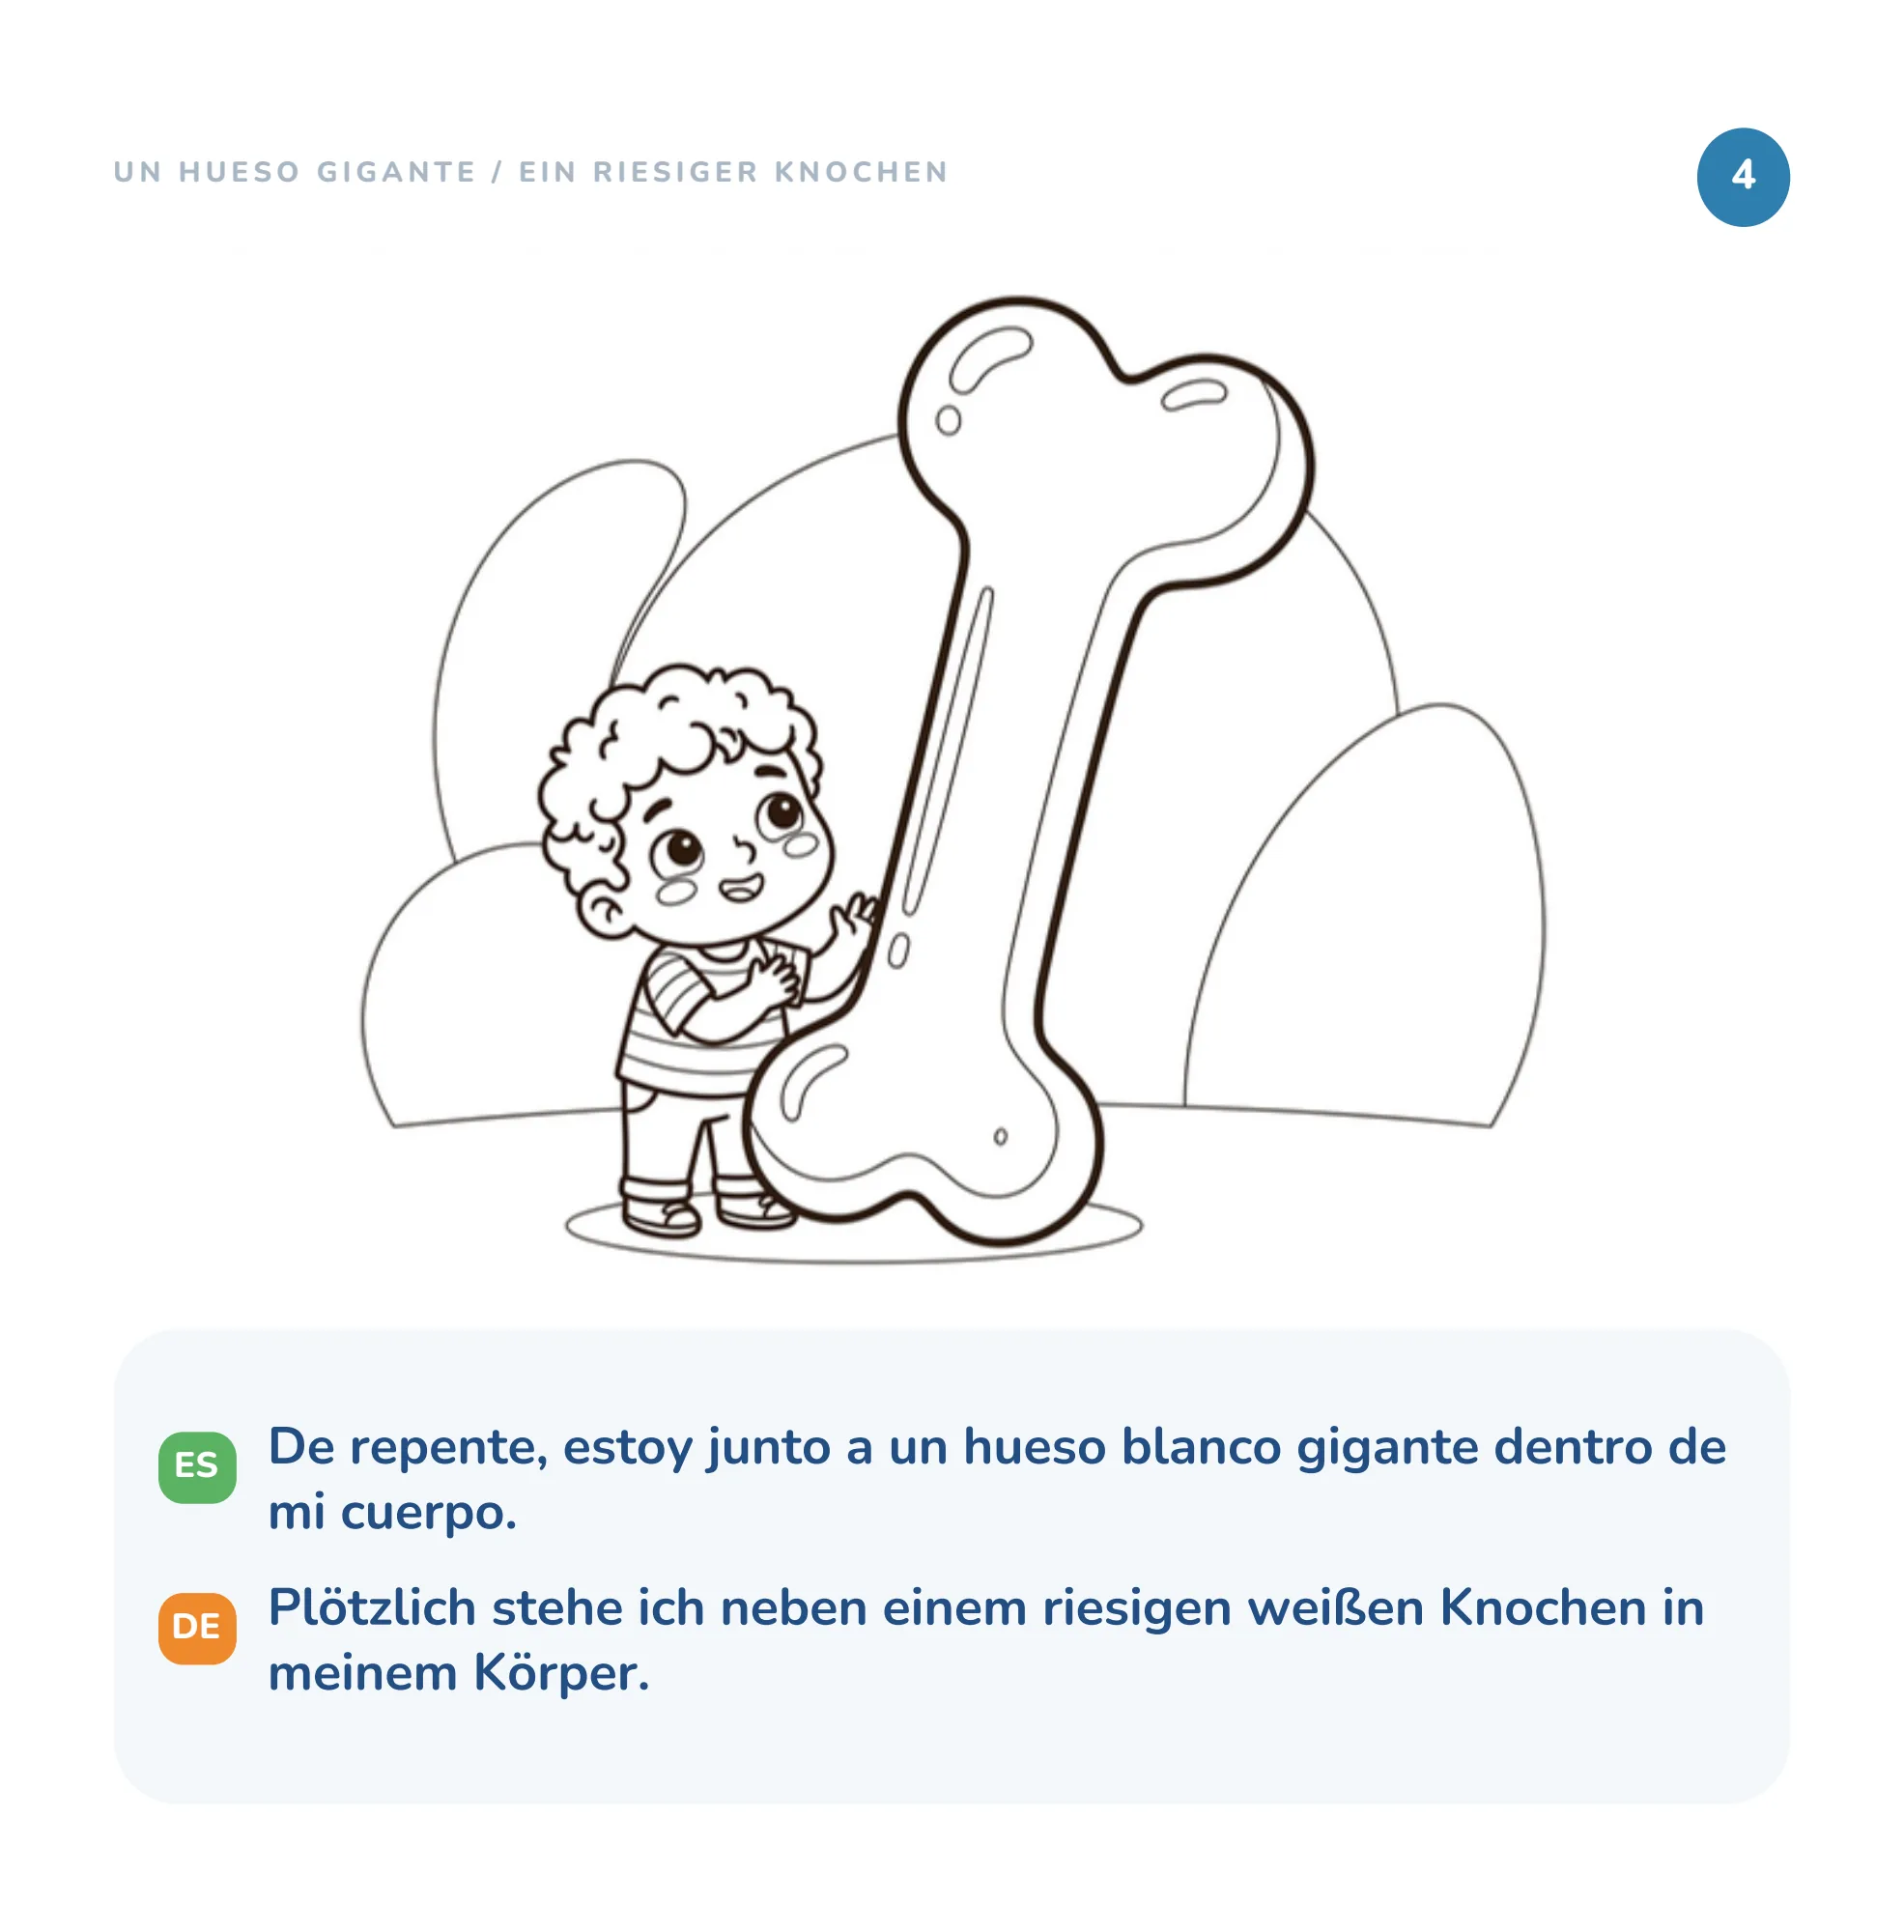 UN HUESO GIGANTE / EIN RIESIGER KNOCHEN
4
ES
De repente, estoy junto a un hueso blanco gigante dentro de
mi cuerpo.
DE
Plötzlich stehe ich neben einem riesigen weißen Knochen in
meinem Körper.